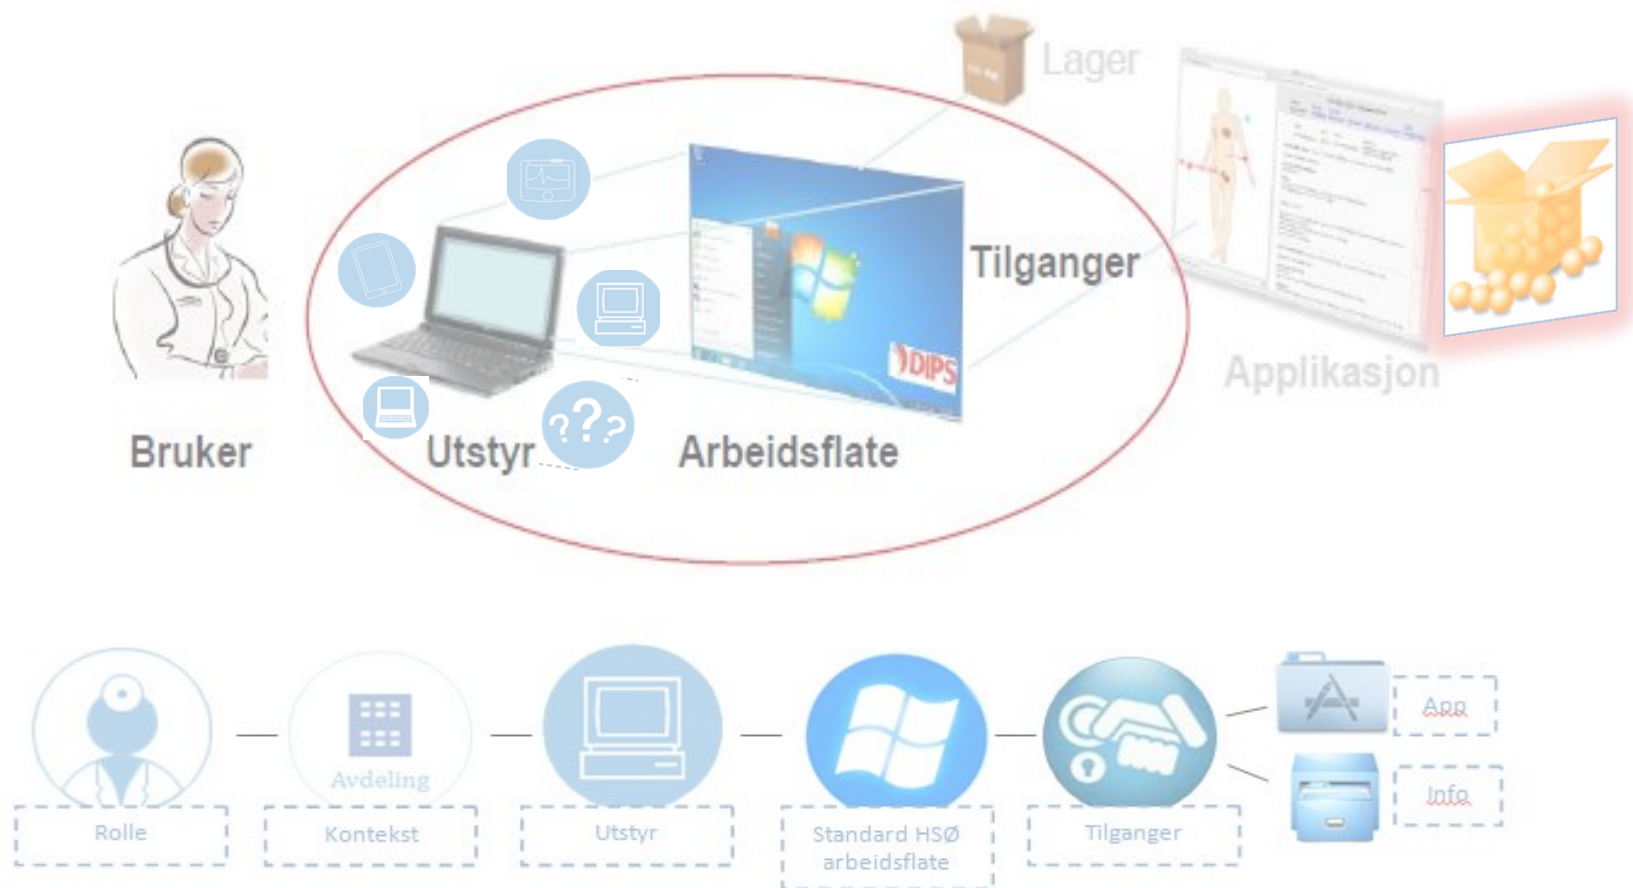 Lager
Tilganger
DIPS
Applikasjon
???
Bruker
Utstyr
Arbeidsflate
Avdeling
App
Info
Rolle
Kontekst
Utstyr
Standard HSØ
arbeidsflate
Tilganger